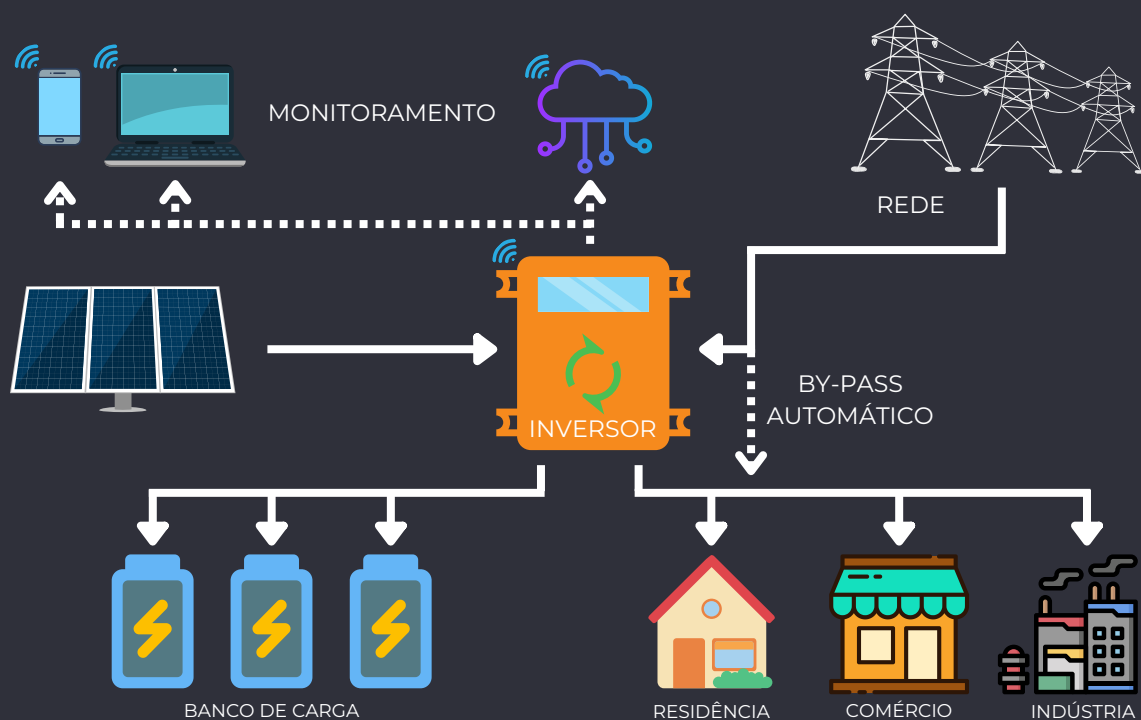 MONITORAMENTO
REDE
BY-PASS
AUTOMÁTICO
INVERSOR
BANCO DE CARGA
RESIDÊNCIA
COMÉRCIO
INDÚSTRIA